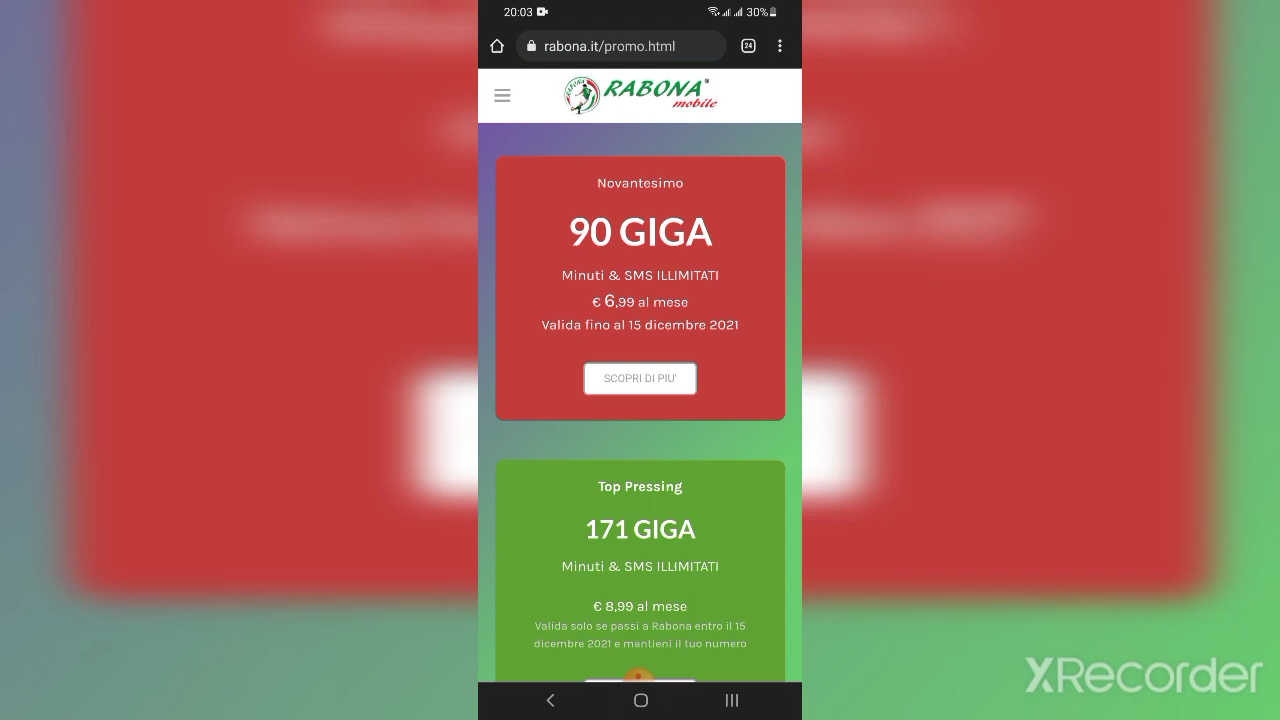 20:03
30%
rabona.it/promo.html
24
RABONA®
mobile
Novantesimo
90 GIGA
Minuti & SMS ILLIMITATI
€ 6,99 al mese
Valida fino al 15 dicembre 2021
SCOPRI DI PIU'
Top Pressing
171 GIGA
Minuti & SMS ILLIMITATI
€ 8,99 al mese
Valida solo se passi a Rabona entro il 15
dicembre 2021 e mantieni il tuo numero
XRecorder